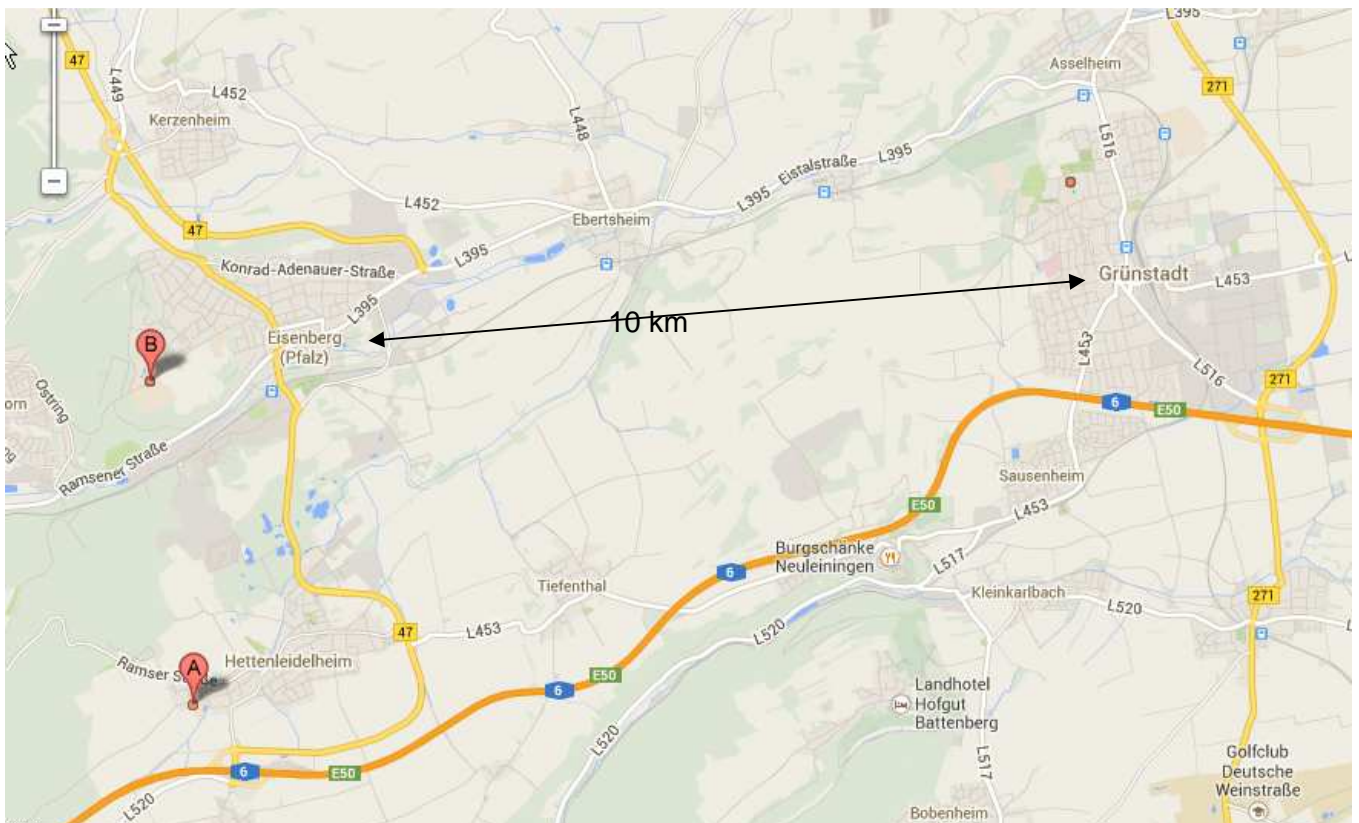 L395
47
L449
L452
Kerzenheim
L448
Asselheim
271
L516
L452
L395
Eistalstraße
L395
Ebertsheim
47
L395
Konrad-Adenauer-Straße
Grünstadt
L453
10 km
L395
Eisenberg
(Pfalz)
B
L453
L516
271
6
E50
Ostring
orn
Ramsener Straße
Sausenheim
E50
L453
Burgschänke
Neuleiningen
L517
6
Tiefenthal
Kleinkarlbach
L520
271
47
L453
L520
Hettenleidelheim
Ramser
A
E50
6
Landhotel
Hofgut
Battenberg
L520
6
E50
L517
Golfclub
Deutsche
Weinstraße
L520
Bobenheim